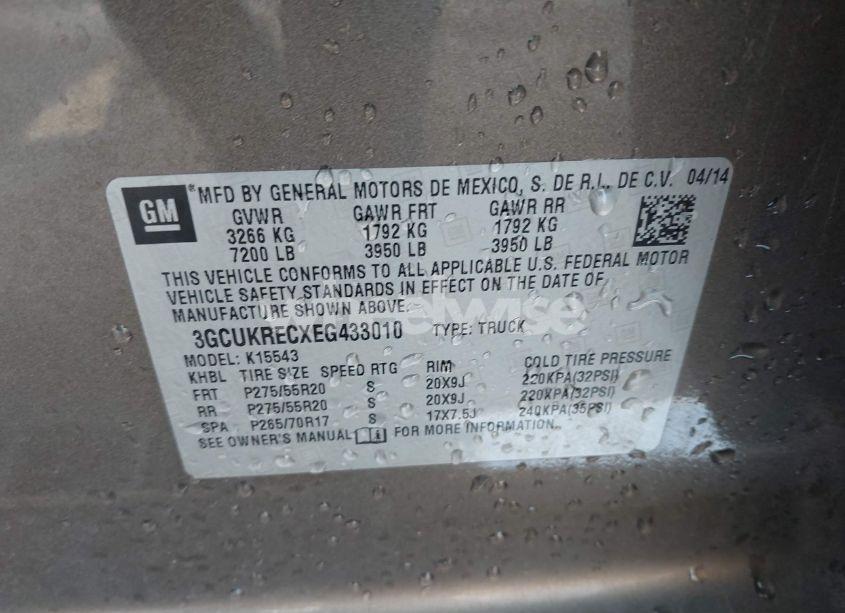 GM ® MFD BY GENERAL MOTORS DE MEXICO, S. DE R.L. DE C.V. 04/14
GVWR GAWR FRT GAWR RR
3266 KG 1792 KG 1792 KG
7200 LB 3950 LB 3950 LB
THIS VEHICLE CONFORMS TO ALL APPLICABLE U.S. FEDERAL MOTOR
VEHICLE SAFETY STANDARDS IN EFFECT ON THE DATE OF
MANUFACTURE SHOWN ABOVE.
wheelwise
3GCUKRECXEG433010 TYPE: TRUCK
MODEL: K15543
KHBL TIRE SIZE SPEED RTG RIM COLD TIRE PRESSURE
FRT P275/55R20 S 20X9J 220KPA(32PSI)
RR P275/55R20 S 20X9J 220KPA(32PSI)
SPA P265/70R17 S 17X7.5J 240KPA(35PSI)
SEE OWNER'S MANUAL FOR MORE INFORMATION.